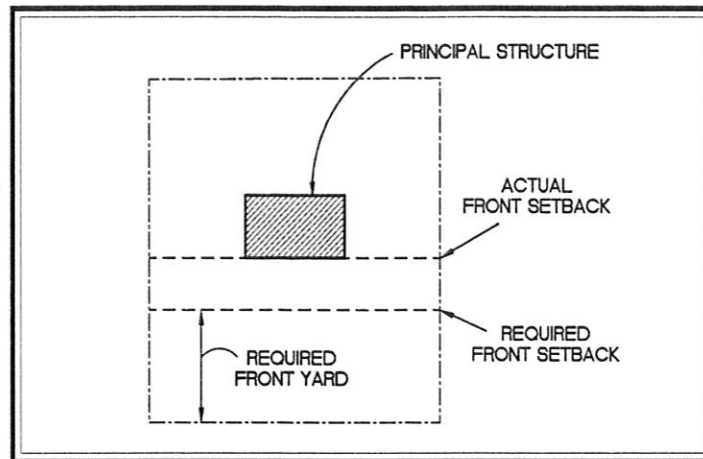 PRINCIPAL STRUCTURE
ACTUAL
FRONT SETBACK
REQUIRED
FRONT SETBACK
REQUIRED
FRONT YARD